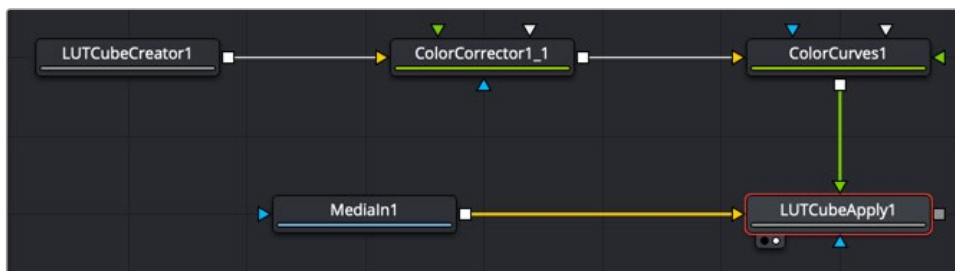 LUTCubeCreator1
ColorCorrector1_1
ColorCurves1
MediaIn1
LUTCubeApply1